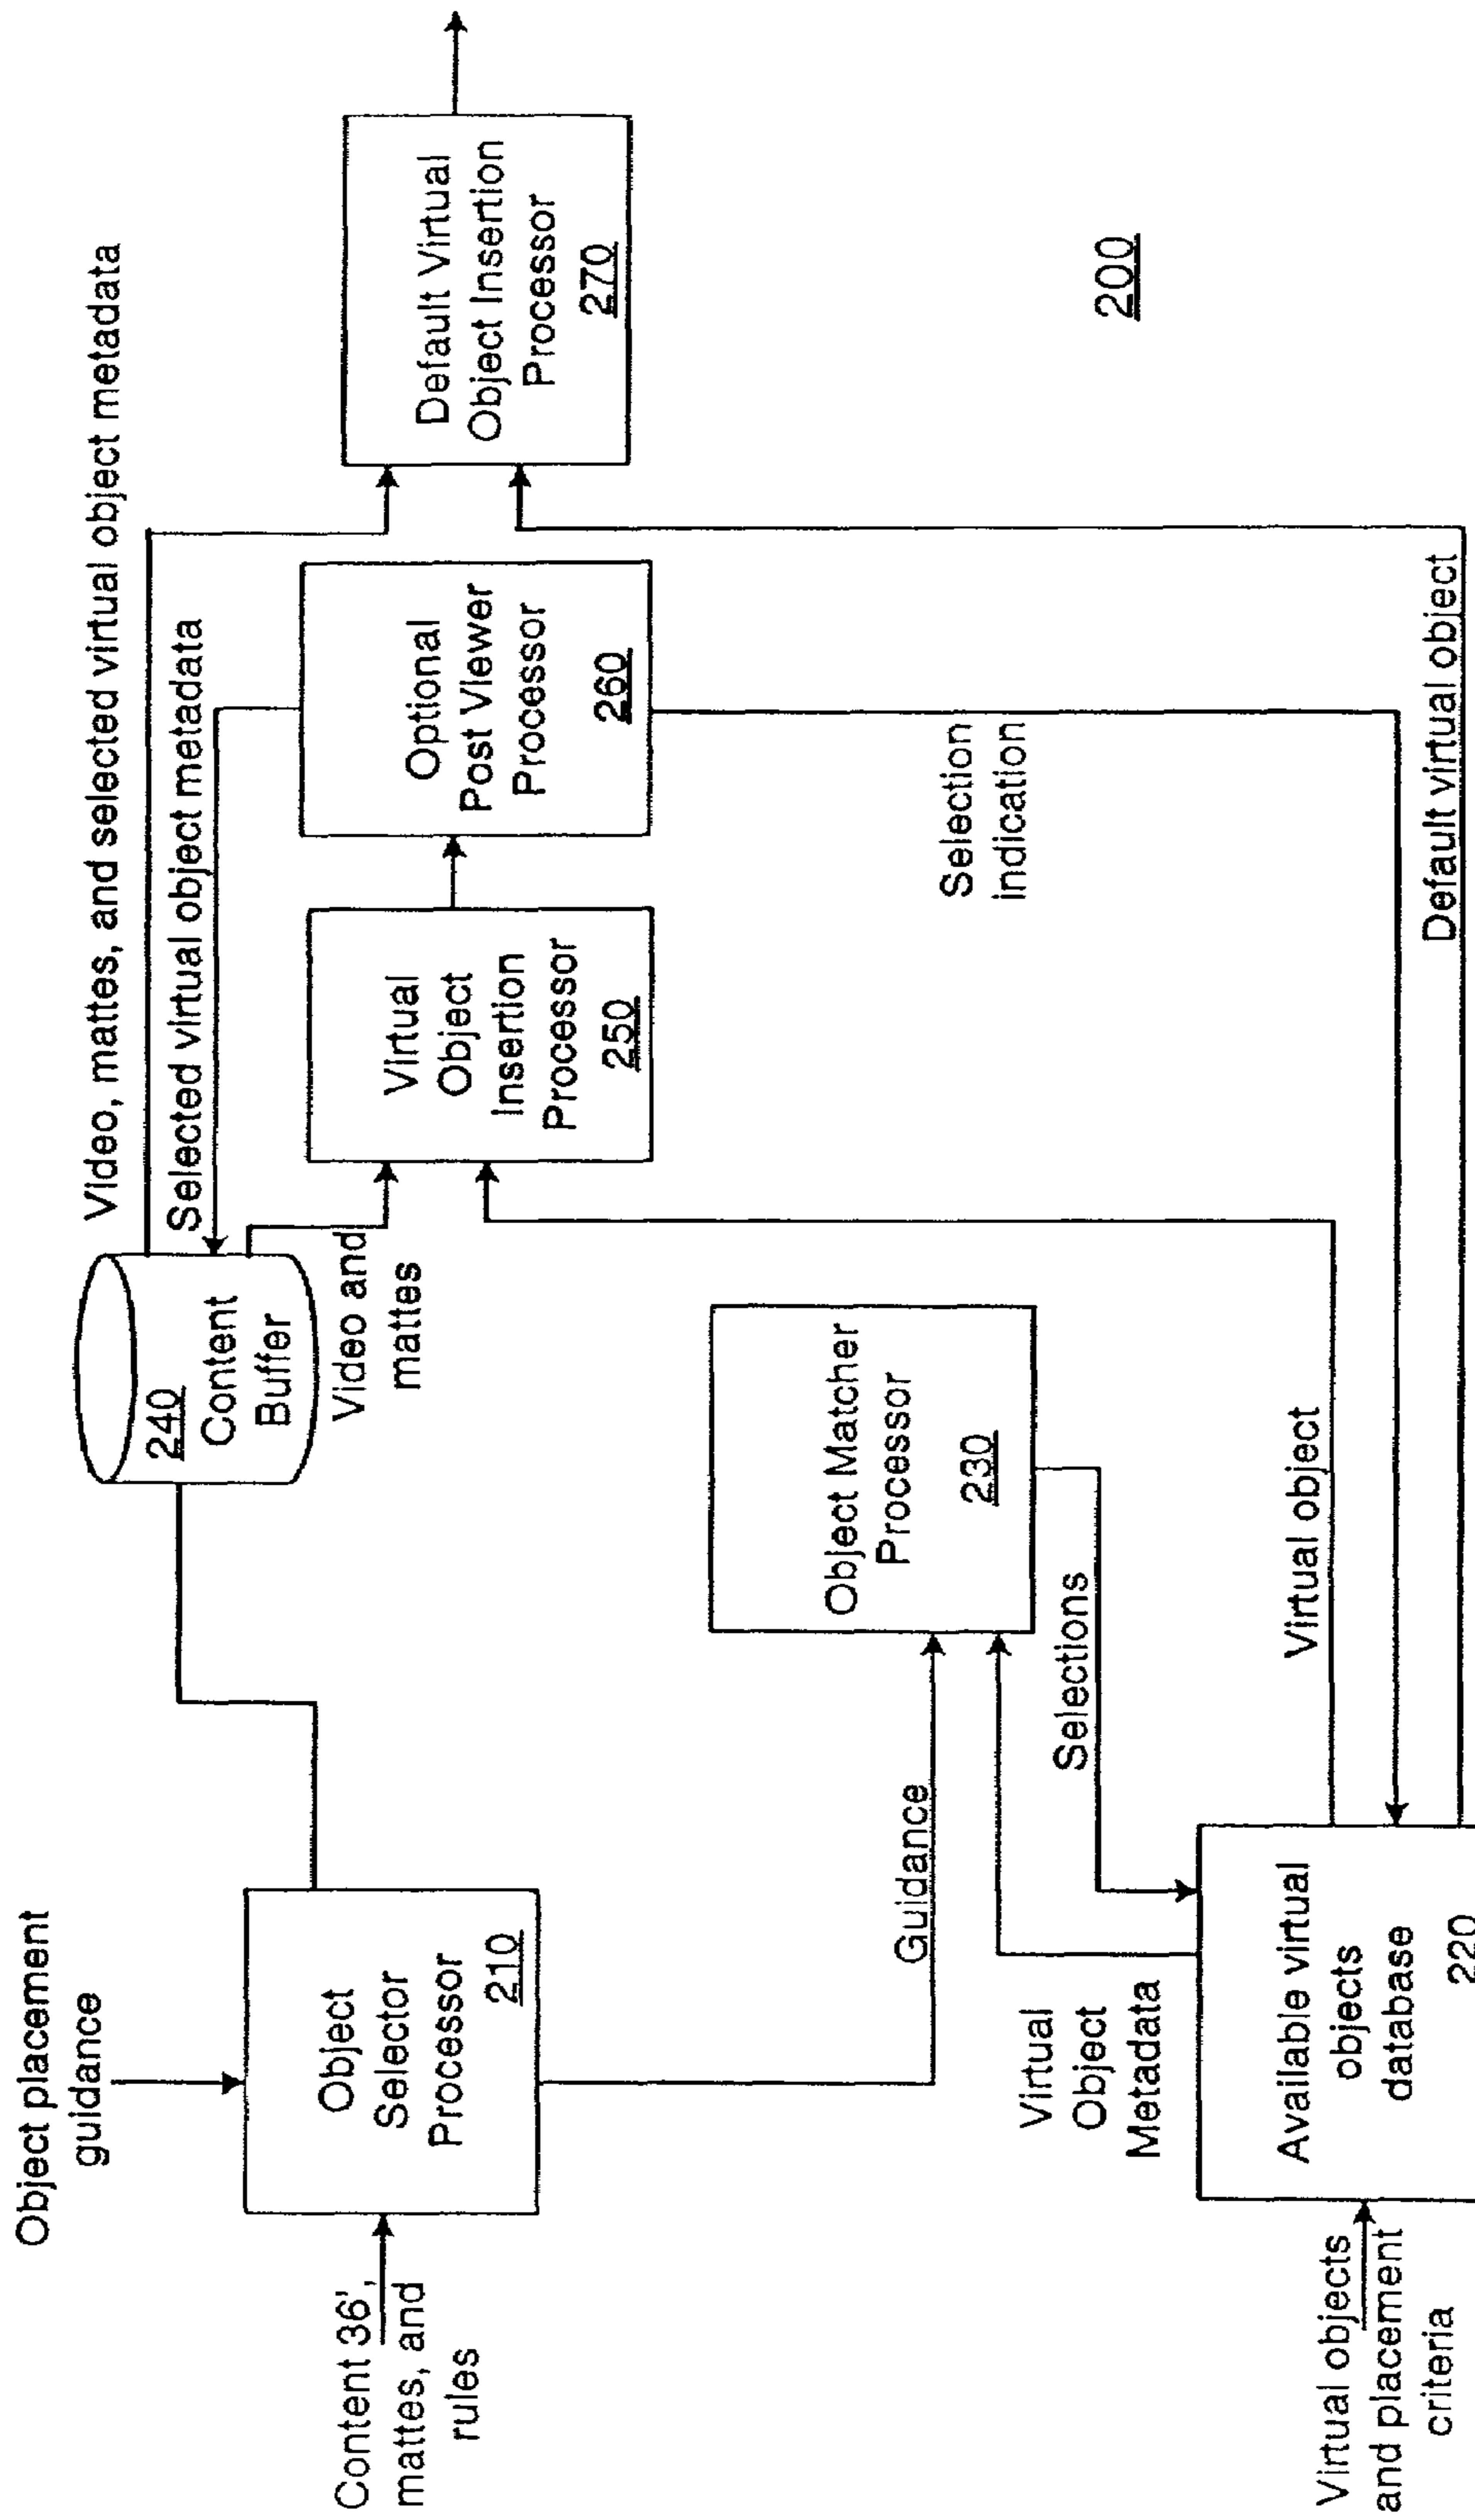 Object placement
guidance
Content 36',
mattes, and
rules
Object
Selector
Processor
210
240
Content
Buffer
Video, mattes, and selected virtual object metadata
Selected virtual object metadata
Video and
mattes
Virtual
Object
Insertion
Processor
250
Optional
Post Viewer
Processor
260
Default Virtual
Object Insertion
Processor
270
Guidance
Object Matcher
Processor
230
Selections
Virtual
Object
Metadata
Selection
indication
200
Virtual objects
and placement
criteria
Available virtual
objects
database
220
Virtual object
Default virtual object